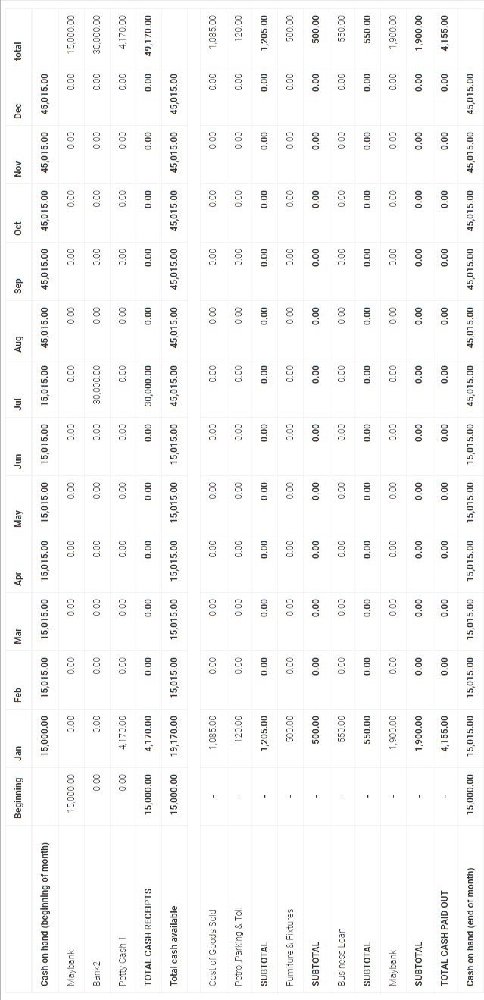 Beginning Jan Feb Mar Apr May Jun Jul Aug Sep Oct Nov Dec total
Cash on hand (beginning of month) 15,000.00 15,015.00 15,015.00 15,015.00 15,015.00 15,015.00 15,015.00 45,015.00 45,015.00 45,015.00 45,015.00 45,015.00
Maybank 15,000.00 0.00 0.00 0.00 0.00 0.00 0.00 0.00 0.00 0.00 0.00 0.00 0.00 15,000.00
Bank2 0.00 0.00 0.00 0.00 0.00 0.00 0.00 30,000.00 0.00 0.00 0.00 0.00 0.00 30,000.00
Petty Cash 1 0.00 4,170.00 0.00 0.00 0.00 0.00 0.00 0.00 0.00 0.00 0.00 0.00 0.00 4,170.00
TOTAL CASH RECEIPTS 15,000.00 4,170.00 0.00 0.00 0.00 0.00 0.00 30,000.00 0.00 0.00 0.00 0.00 0.00 49,170.00
Total cash available 15,000.00 19,170.00 15,015.00 15,015.00 15,015.00 15,015.00 15,015.00 45,015.00 45,015.00 45,015.00 45,015.00 45,015.00 45,015.00
Cost of Goods Sold - 1,085.00 0.00 0.00 0.00 0.00 0.00 0.00 0.00 0.00 0.00 0.00 0.00 1,085.00
Petrol,Parking & Toll - 120.00 0.00 0.00 0.00 0.00 0.00 0.00 0.00 0.00 0.00 0.00 0.00 120.00
SUBTOTAL - 1,205.00 0.00 0.00 0.00 0.00 0.00 0.00 0.00 0.00 0.00 0.00 0.00 1,205.00
Furniture & Fixtures - 500.00 0.00 0.00 0.00 0.00 0.00 0.00 0.00 0.00 0.00 0.00 0.00 500.00
SUBTOTAL - 500.00 0.00 0.00 0.00 0.00 0.00 0.00 0.00 0.00 0.00 0.00 0.00 500.00
Business Loan - 550.00 0.00 0.00 0.00 0.00 0.00 0.00 0.00 0.00 0.00 0.00 0.00 550.00
SUBTOTAL - 550.00 0.00 0.00 0.00 0.00 0.00 0.00 0.00 0.00 0.00 0.00 0.00 550.00
Maybank - 1,900.00 0.00 0.00 0.00 0.00 0.00 0.00 0.00 0.00 0.00 0.00 0.00 1,900.00
SUBTOTAL - 1,900.00 0.00 0.00 0.00 0.00 0.00 0.00 0.00 0.00 0.00 0.00 0.00 1,900.00
TOTAL CASH PAID OUT - 4,155.00 0.00 0.00 0.00 0.00 0.00 0.00 0.00 0.00 0.00 0.00 0.00 4,155.00
Cash on hand (end of month) 15,000.00 15,015.00 15,015.00 15,015.00 15,015.00 15,015.00 15,015.00 45,015.00 45,015.00 45,015.00 45,015.00 45,015.00 45,015.00